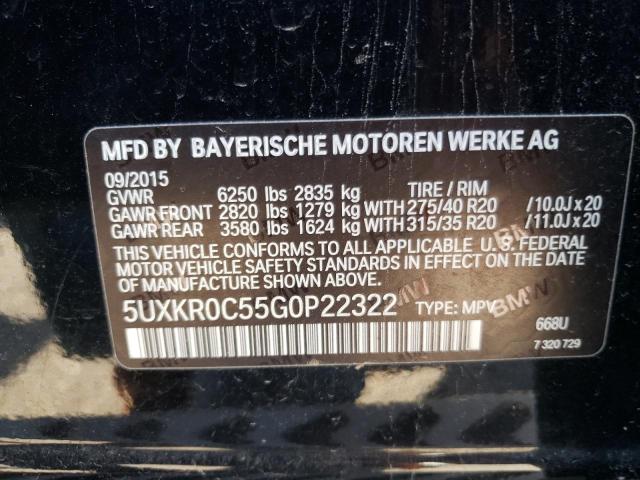 MFD BY BAYERISCHE MOTOREN WERKE AG
09/2015
GVWR 6250 lbs 2835 kg TIRE / RIM
GAWR FRONT 2820 lbs 1279 kg WITH 275/40 R20 /10.0J x 20
GAWR REAR 3580 lbs 1624 kg WITH 315/35 R20 /11.0J x 20
THIS VEHICLE CONFORMS TO ALL APPLICABLE U.S. FEDERAL
MOTOR VEHICLE SAFETY STANDARDS IN EFFECT ON THE
DATE OF MANUFACTURE SHOWN ABOVE.
5UXKR0C55G0P22322 TYPE: MPV
668U
7 320 729